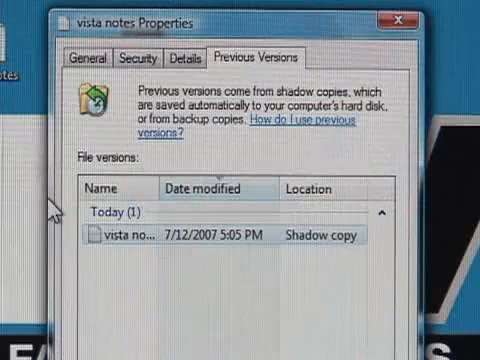 vista notes Properties
General Security Details Previous Versions
Previous versions come from shadow copies, which
are saved automatically to your computer's hard disk,
or from backup copies. How do I use previous
versions?
File versions:
Name Date modified Location
Today (1)
vista no... 7/12/2007 5:05 PM Shadow copy